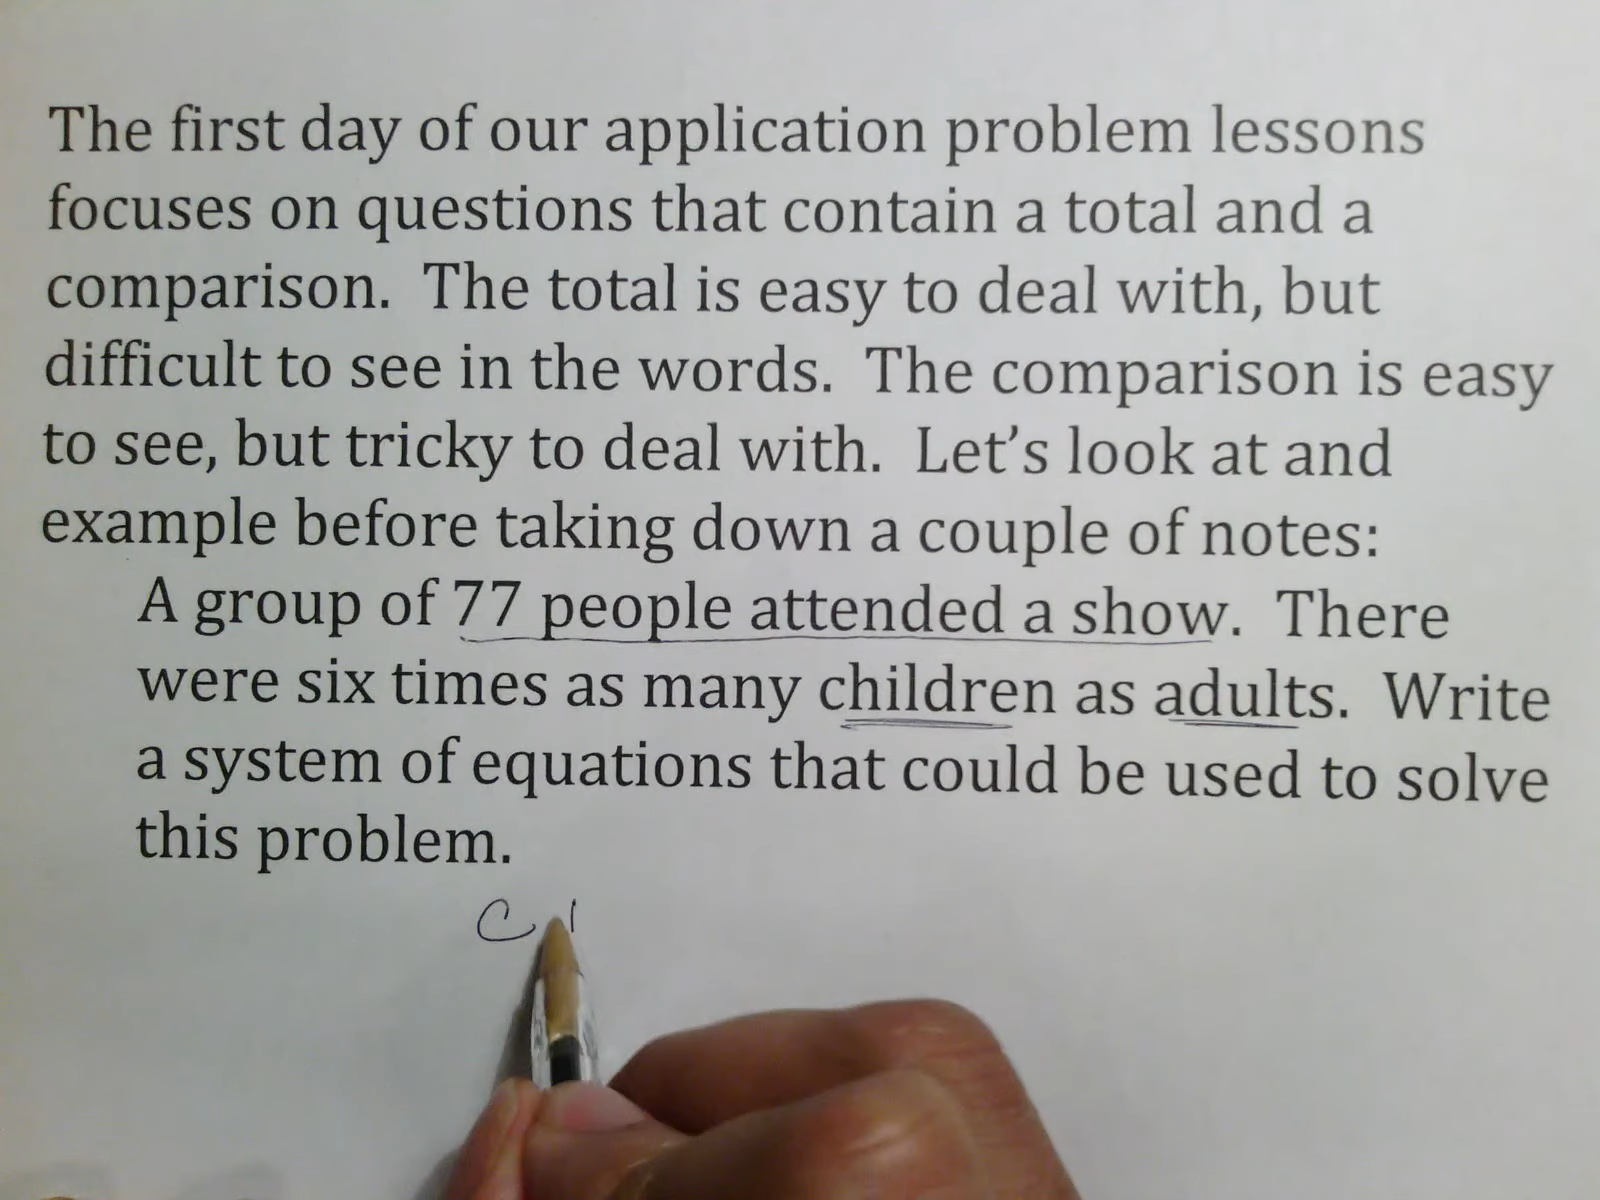 The first day of our application problem lessons
focuses on questions that contain a total and a
comparison.  The total is easy to deal with, but
difficult to see in the words.  The comparison is easy
to see, but tricky to deal with.  Let’s look at and
example before taking down a couple of notes:
A group of 77 people attended a show.  There
were six times as many children as adults.  Write
a system of equations that could be used to solve
this problem.
C